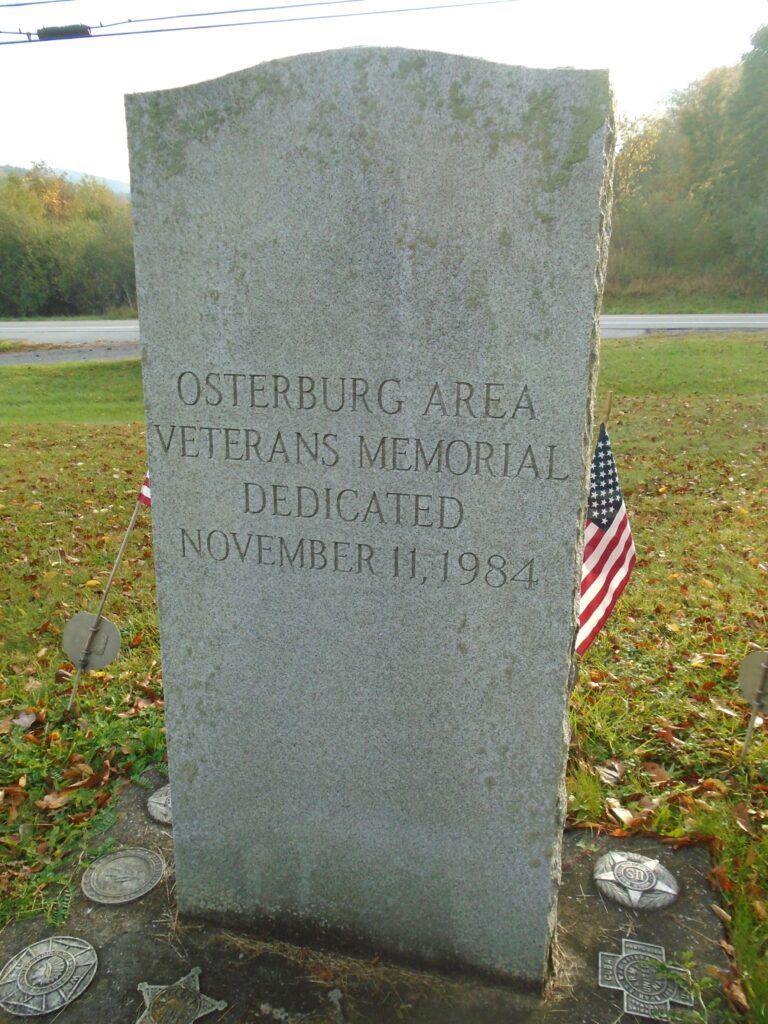 OSTERBURG AREA
VETERANS MEMORIAL
DEDICATED
NOVEMBER 11, 1984